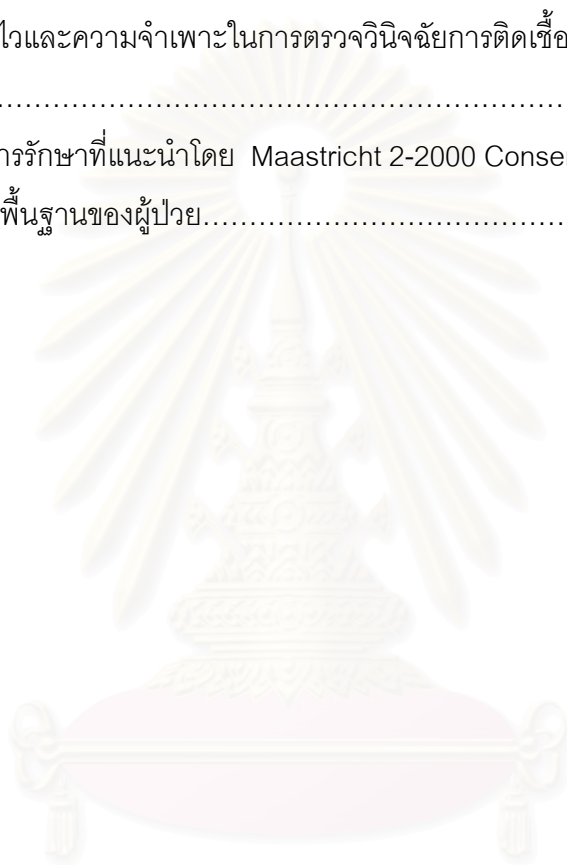 ไวและความจำเพาะในการตรวจวินิจฉัยการติดเชื้อ
........................................................................
ารรักษาที่แนะนำโดย Maastricht 2-2000 Conse
พื้นฐานของผู้ป่วย..............................................